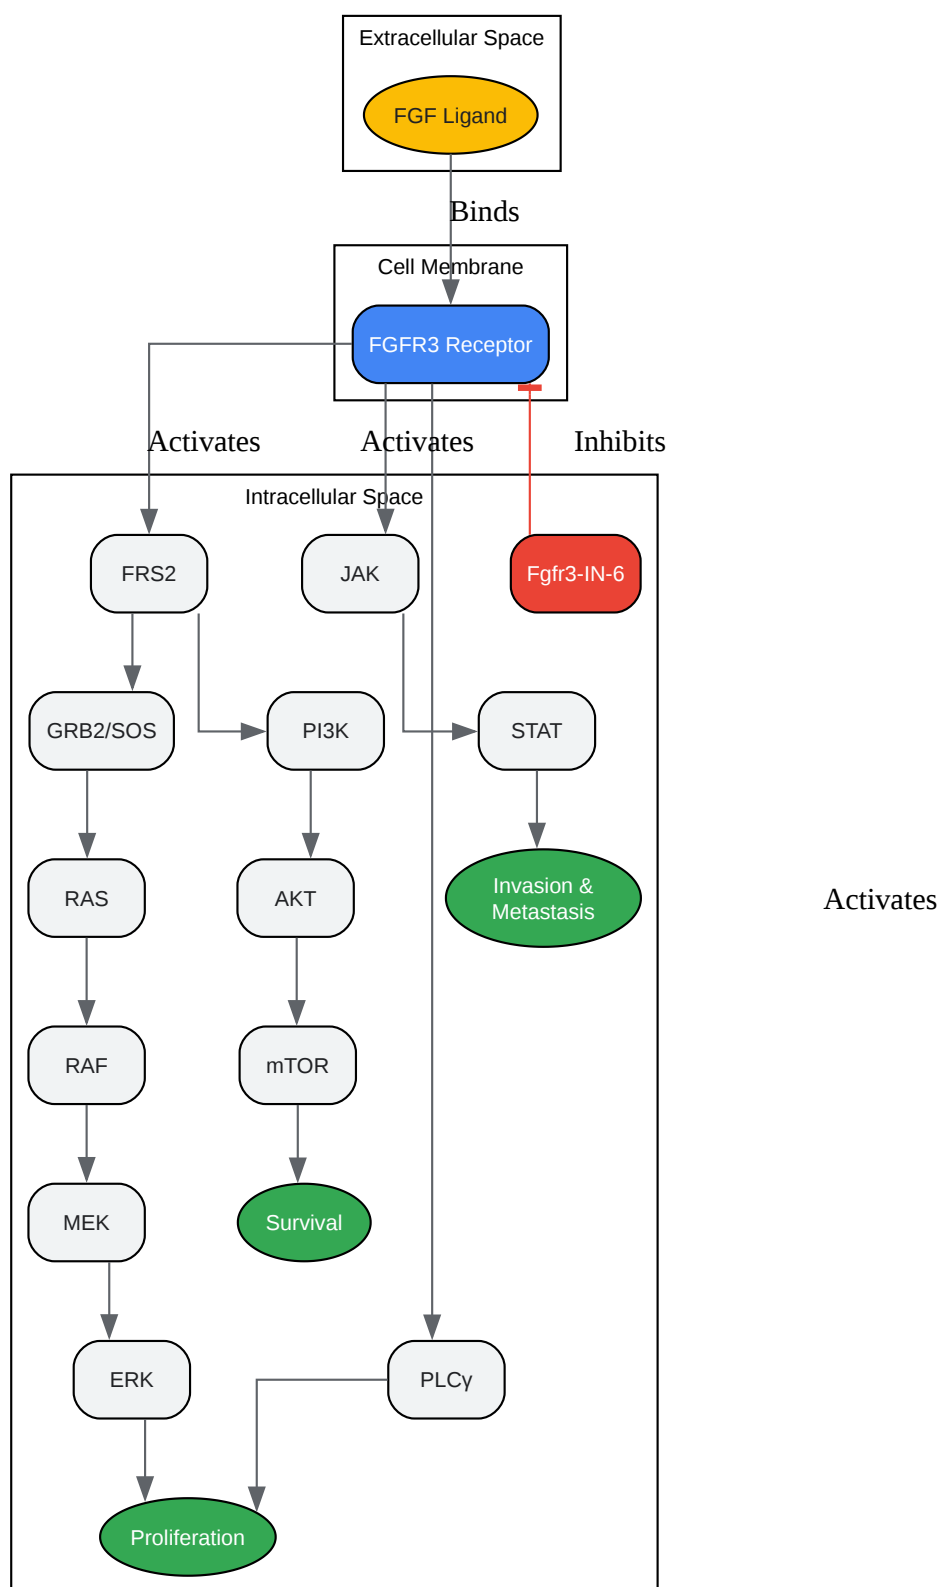 Extracellular Space
FGF Ligand
Binds
Cell Membrane
FGFR3 Receptor
Activates
Activates
Inhibits
Intracellular Space
FRS2
JAK
Fgfr3-IN-6
GRB2/SOS
PI3K
STAT
RAS
AKT
Invasion &
Metastasis
Activates
RAF
mTOR
MEK
Survival
ERK
PLCγ
Proliferation